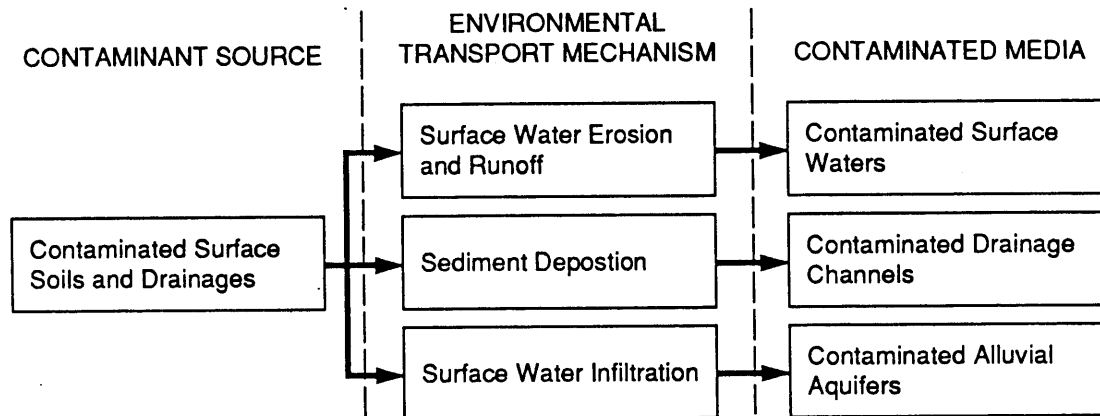 CONTAMINANT SOURCE
ENVIRONMENTAL
TRANSPORT MECHANISM
CONTAMINATED MEDIA
Contaminated Surface
Soils and Drainages
Surface Water Erosion
and Runoff
Sediment Depostion
Surface Water Infiltration
Contaminated Surface
Waters
Contaminated Drainage
Channels
Contaminated Alluvial
Aquifers